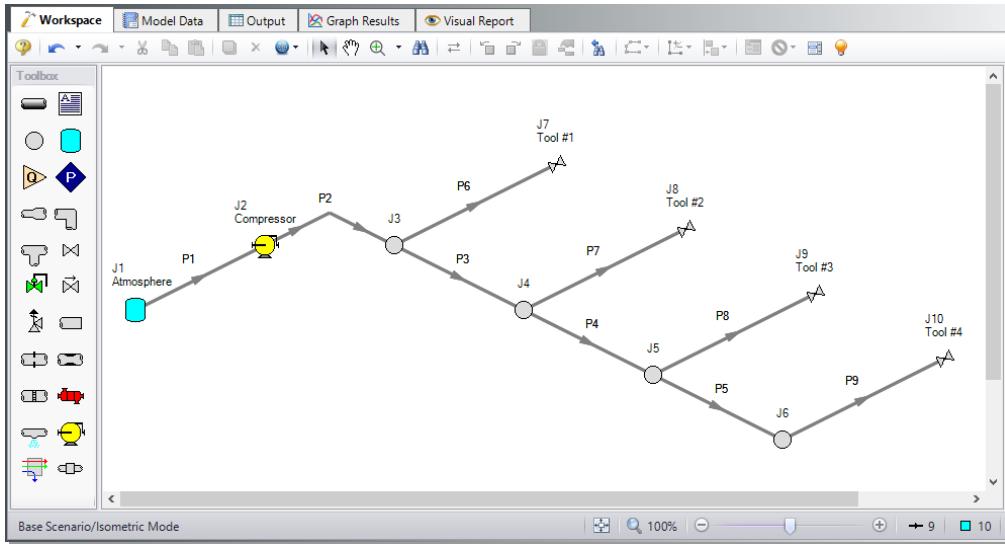 Workspace Model Data Output Graph Results Visual Report
Toolbox
A
Q
P
J7
Tool #1
P6
J8
Tool #2
P2
J2
Compressor
J3
P7
J9
Tool #3
P1
P3
J1
Atmosphere
J4
P8
J10
Tool #4
P4
J5
P9
P5
J6
Base Scenario/Isometric Mode 100% 9 10